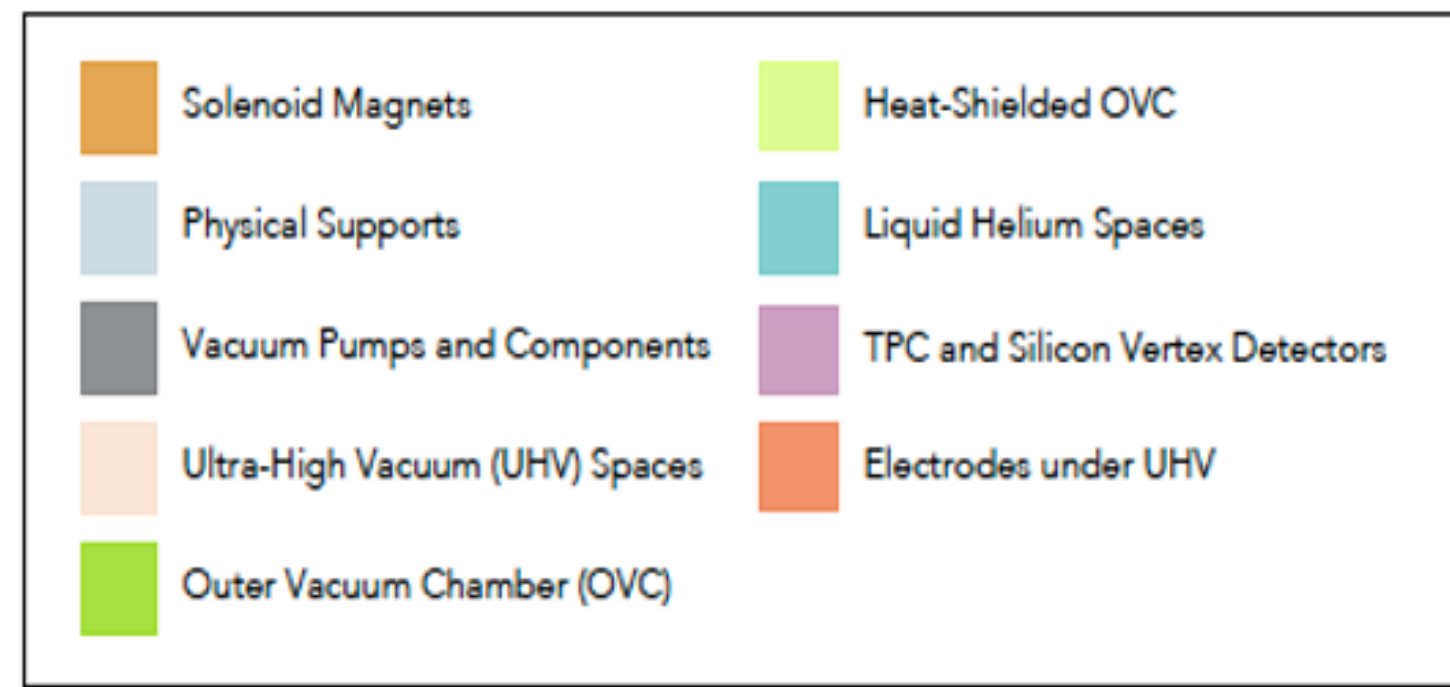 Solenoid Magnets
Physical Supports
Vacuum Pumps and Components
Ultra-High Vacuum (UHV) Spaces
Outer Vacuum Chamber (OVC)
Heat-Shielded OVC
Liquid Helium Spaces
TPC and Silicon Vertex Detectors
Electrodes under UHV